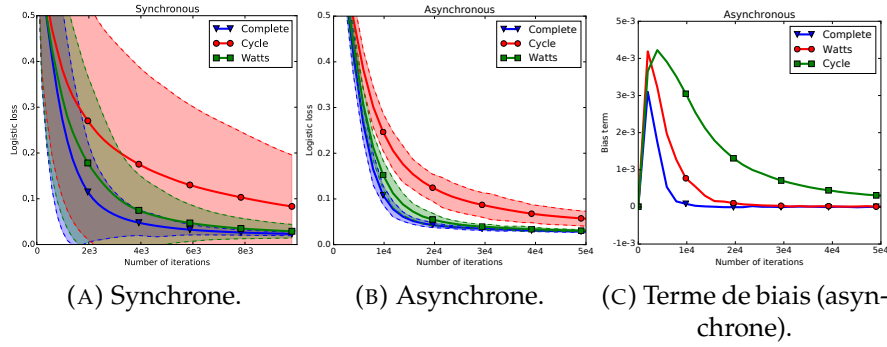 Synchronous
Logistic loss
0.5
0.4
0.3
0.2
0.1
0.0
2e3
4e3
6e3
8e3
Number of iterations
Complete
Cycle
Watts
Asynchronous
Logistic loss
0.5
0.4
0.3
0.2
0.1
0.0
1e4
2e4
3e4
4e4
5e4
Number of iterations
Complete
Cycle
Watts
Asynchronous
Bias term
5e-3
4e-3
3e-3
2e-3
1e-3
0
-1e-3
0
1e4
2e4
3e4
4e4
5e4
Number of iterations
Complete
Watts
Cycle
(A) Synchrone.
(B) Asynchrone.
(C) Terme de biais (asyn-
chrone).